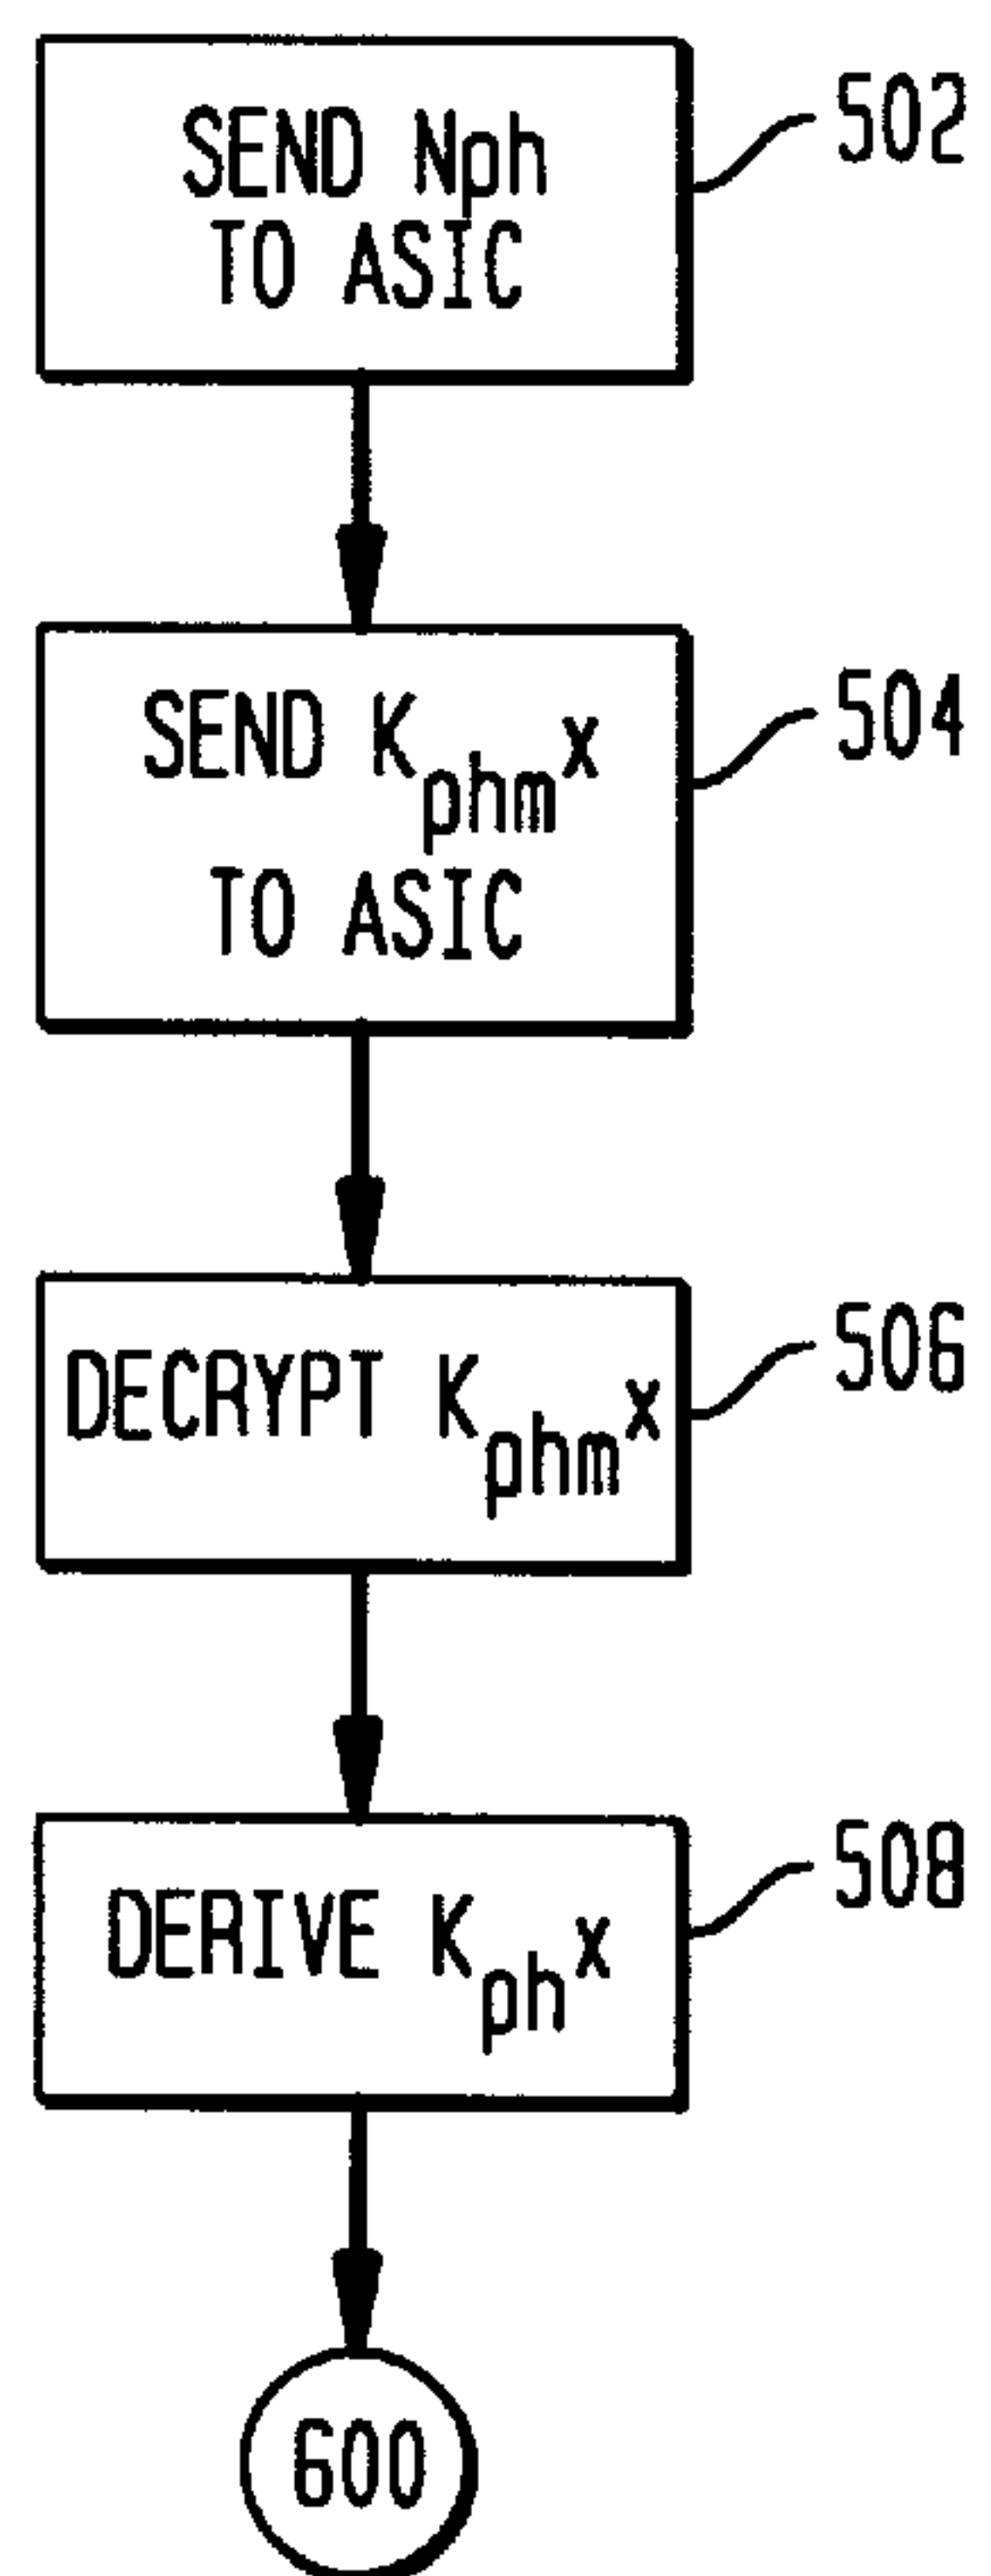 SEND Nph
TO ASIC
502
SEND Kphmx
TO ASIC
504
DECRYPT Kphmx
506
DERIVE Kphx
508
600